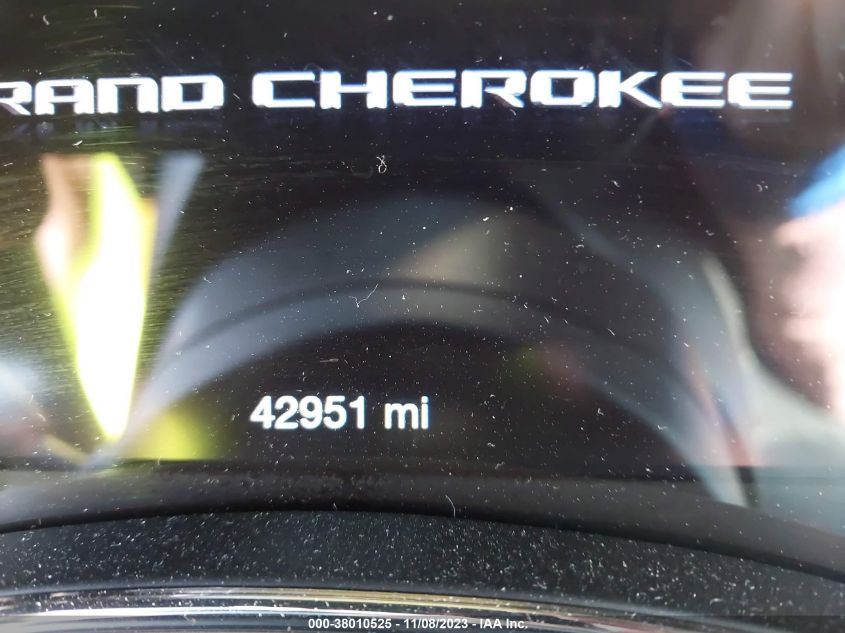 RAND CHEROKEE
42951 mi
000-38010525 - 11/08/2023 - IAA Inc.